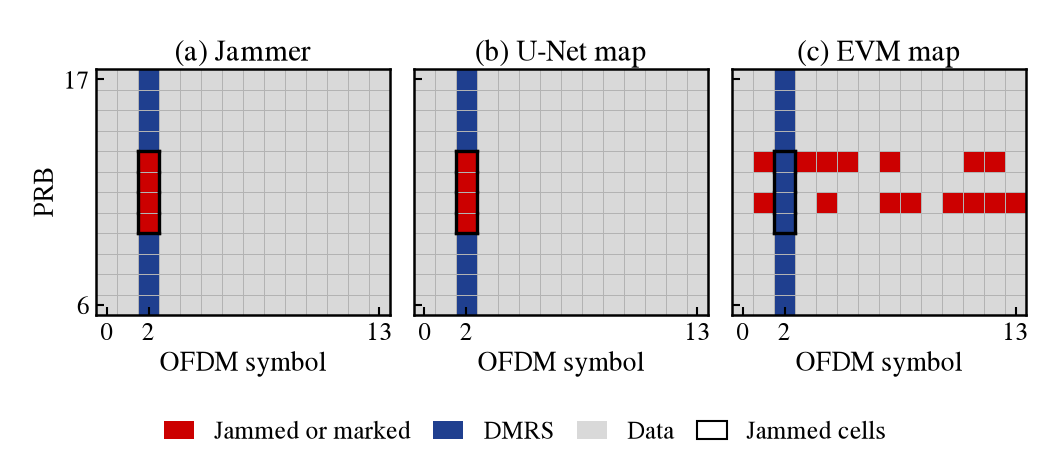 (a) Jammer
(b) U-Net map
(c) EVM map
17
PRB
6
0 2 13
0 2 13
0 2 13
OFDM symbol
OFDM symbol
OFDM symbol
Jammed or marked
DMRS
Data
Jammed cells